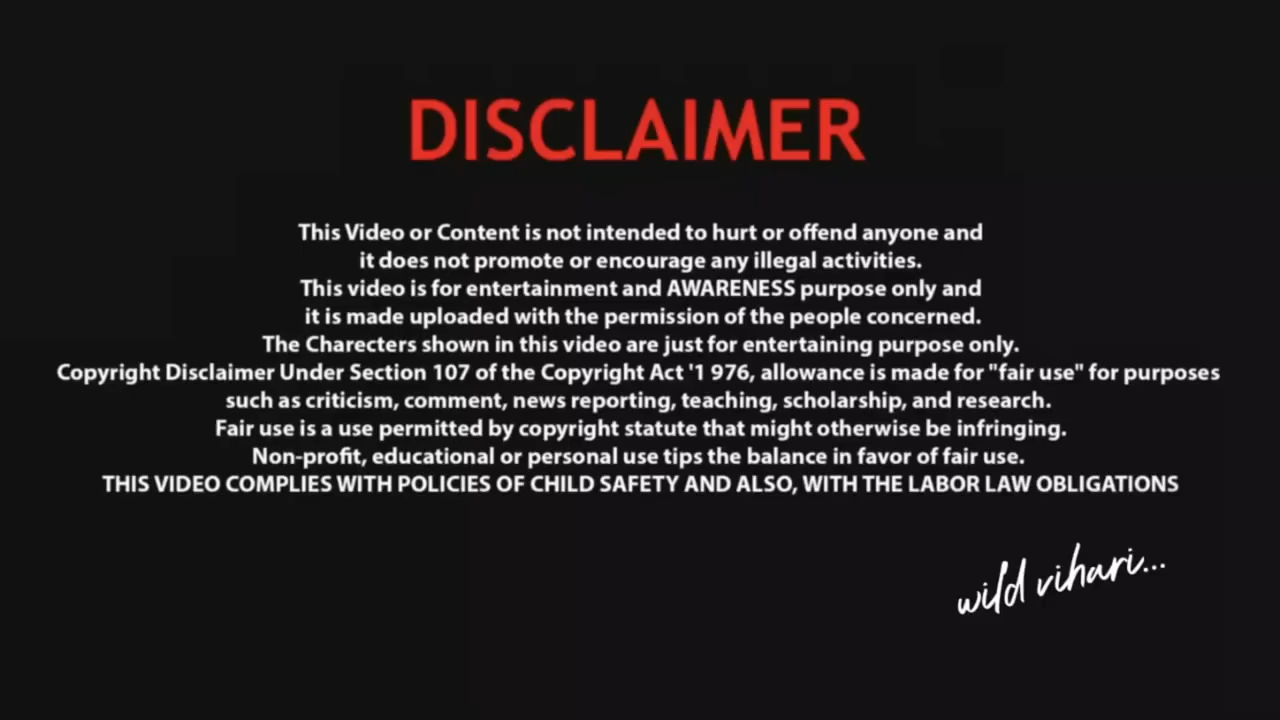 DISCLAIMER
This Video or Content is not intended to hurt or offend anyone and
it does not promote or encourage any illegal activities.
This video is for entertainment and AWARENESS purpose only and
it is made uploaded with the permission of the people concerned.
The Charecters shown in this video are just for entertaining purpose only.
Copyright Disclaimer Under Section 107 of the Copyright Act '1 976, allowance is made for "fair use" for purposes
such as criticism, comment, news reporting, teaching, scholarship, and research.
Fair use is a use permitted by copyright statute that might otherwise be infringing.
Non-profit, educational or personal use tips the balance in favor of fair use.
THIS VIDEO COMPLIES WITH POLICIES OF CHILD SAFETY AND ALSO, WITH THE LABOR LAW OBLIGATIONS
wild vihari...